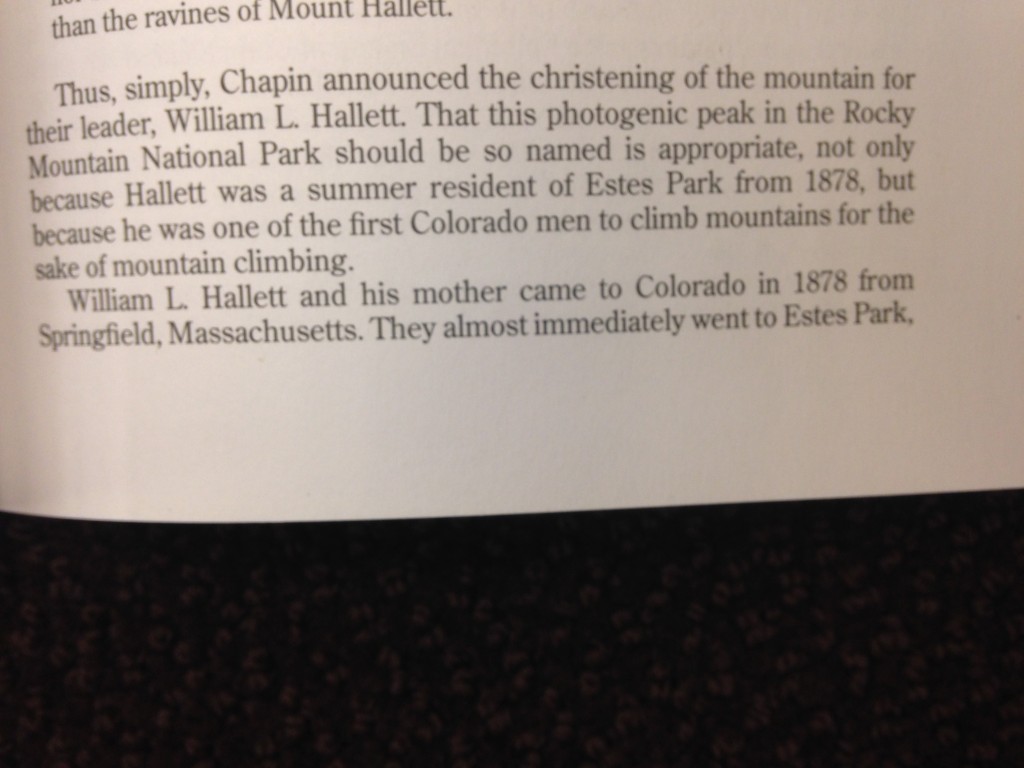 than the ravines of Mount Hallett.
Thus, simply, Chapin announced the christening of the mountain for
their leader, William L. Hallett. That this photogenic peak in the Rocky
Mountain National Park should be so named is appropriate, not only
because Hallett was a summer resident of Estes Park from 1878, but
because he was one of the first Colorado men to climb mountains for the
sake of mountain climbing.
William L. Hallett and his mother came to Colorado in 1878 from
Springfield, Massachusetts. They almost immediately went to Estes Park,